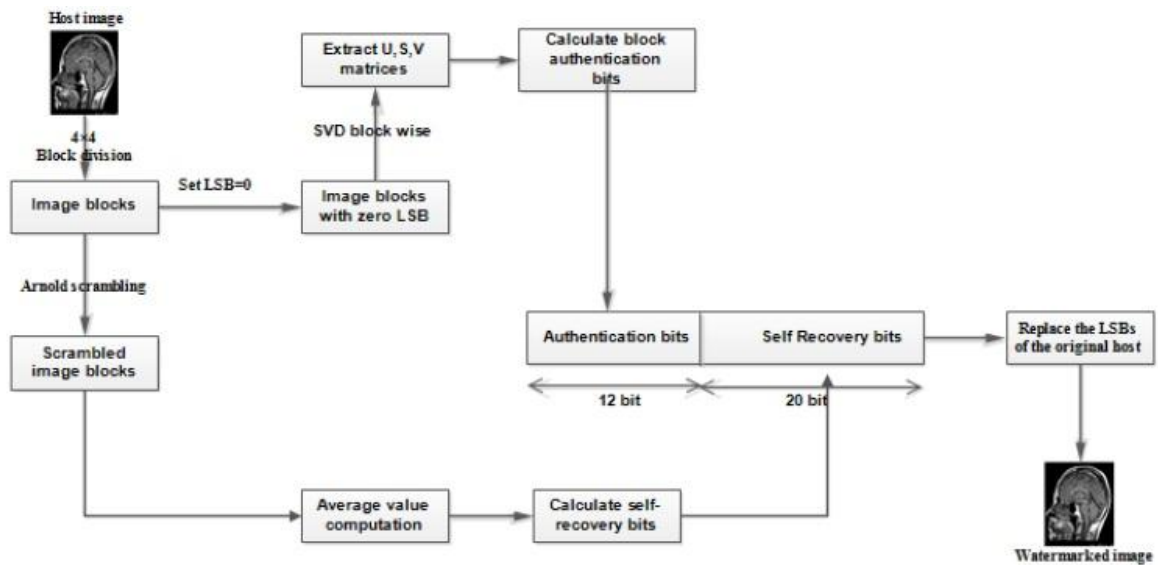 Host image
4×4
Block division
Image blocks
Set LSB=0
Image blocks
with zero LSB
SVD block wise
Extract U,S,V
matrices
Calculate block
authentication
bits
Arnold scrambling
Scrambled
image blocks
Authentication bits
Self Recovery bits
12 bit
20 bit
Replace the LSBs
of the original host
Average value
computation
Calculate self-
recovery bits
Watermarked image